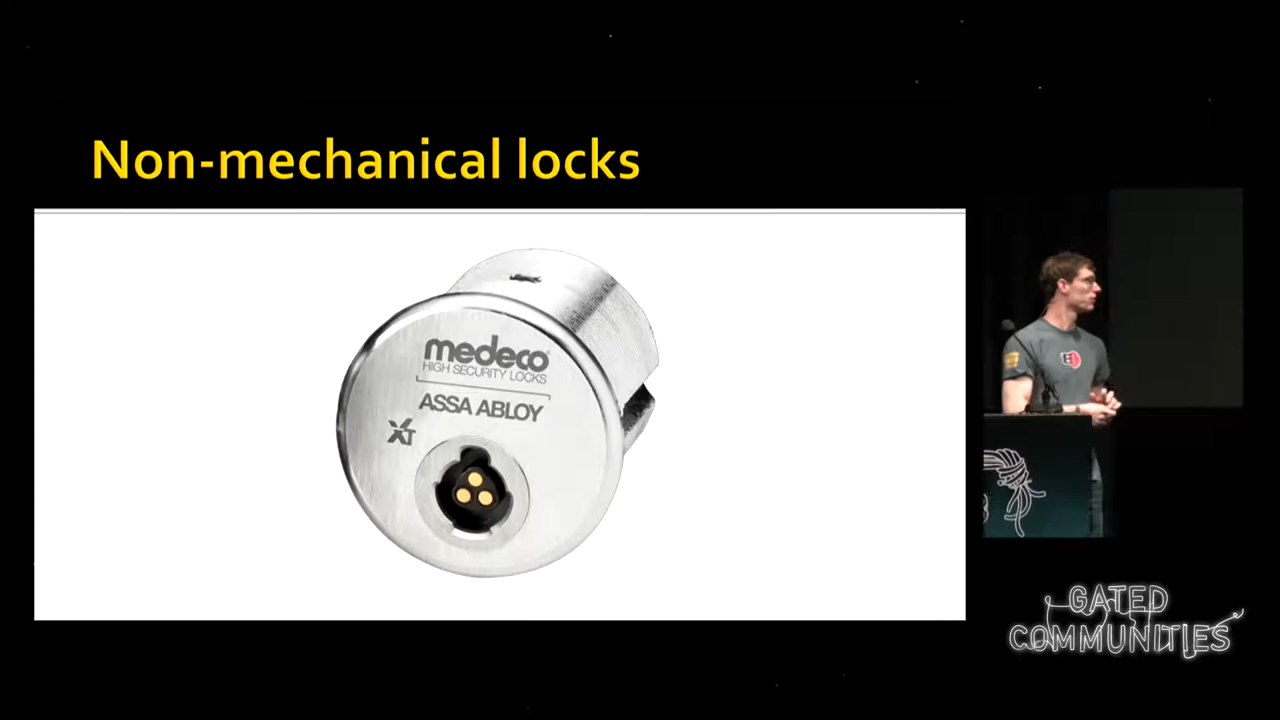 Non-mechanical locks
medeco
HIGH SECURITY LOCKS
ASSA ABLOY
XT
GATED
COMMUNITIES